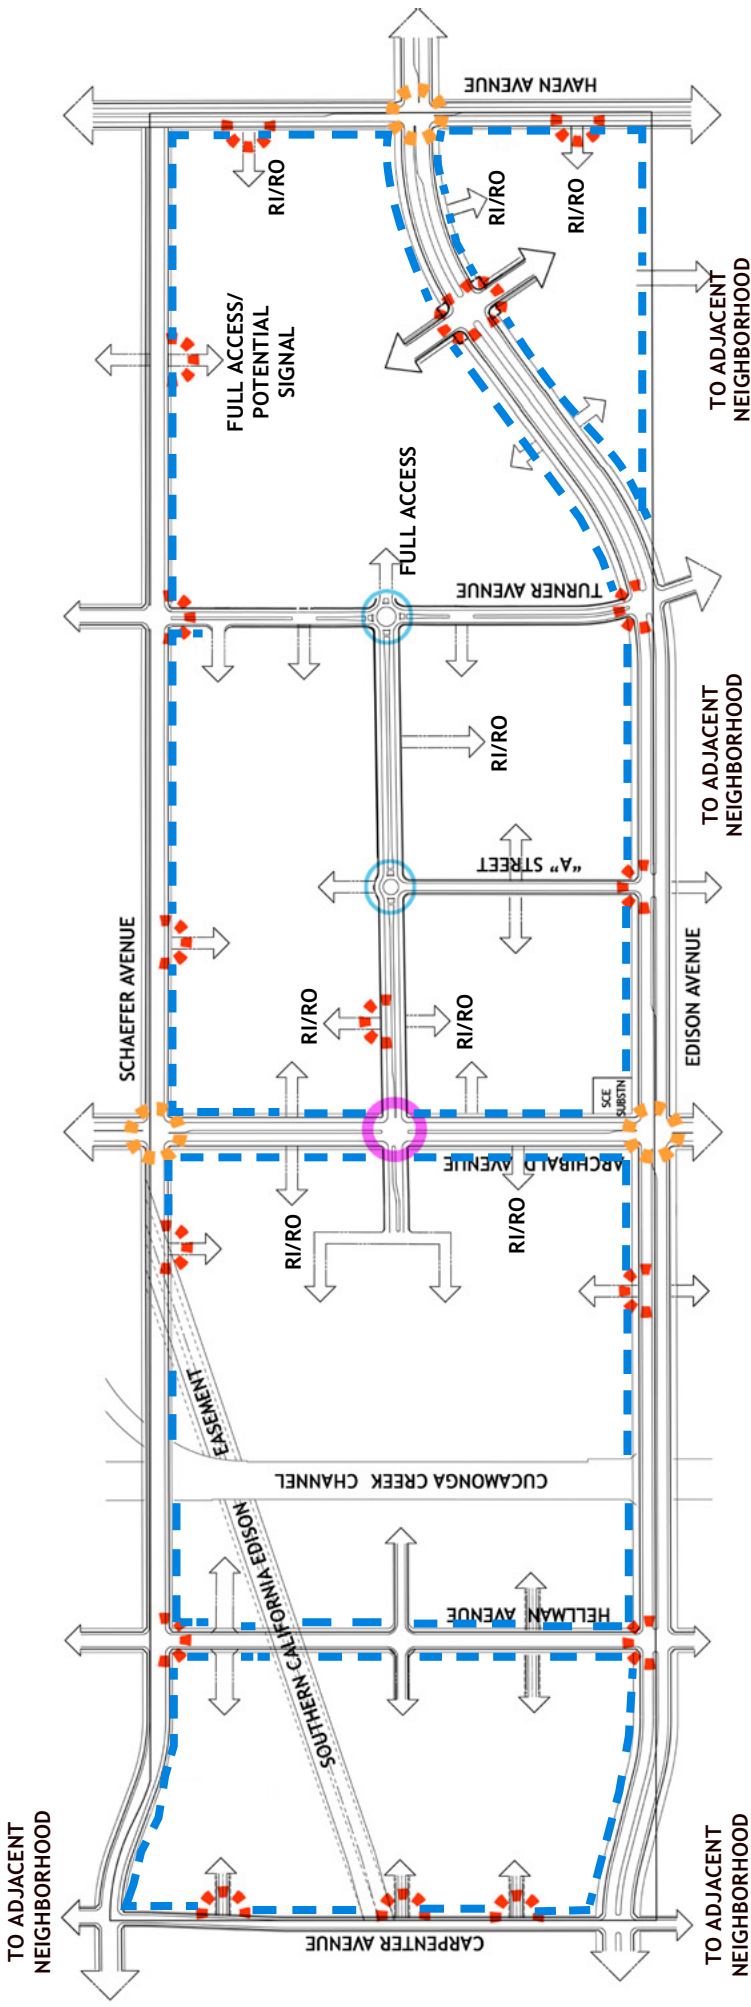 HAVEN AVENUE
RI/RO
RI/RO
RI/RO
FULL ACCESS/
POTENTIAL
SIGNAL
TO ADJACENT
NEIGHBORHOOD
FULL ACCESS
TURNER AVENUE
TO ADJACENT
NEIGHBORHOOD
RI/RO
"A" STREET
SCHAEFER AVENUE
EDISON AVENUE
RI/RO
RI/RO
SCE
SUBSTN
ARCHIBALD AVENUE
RI/RO
RI/RO
SOUTHERN CALIFORNIA EDISON EASEMENT
CUCAMONGA CREEK CHANNEL
HELLMAN AVENUE
TO ADJACENT
NEIGHBORHOOD
TO ADJACENT
NEIGHBORHOOD
CARPENTER AVENUE